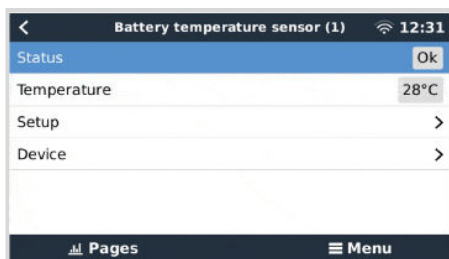 Battery temperature sensor (1) 12:31
Status Ok
Temperature 28°C
Setup
Device
Pages Menu